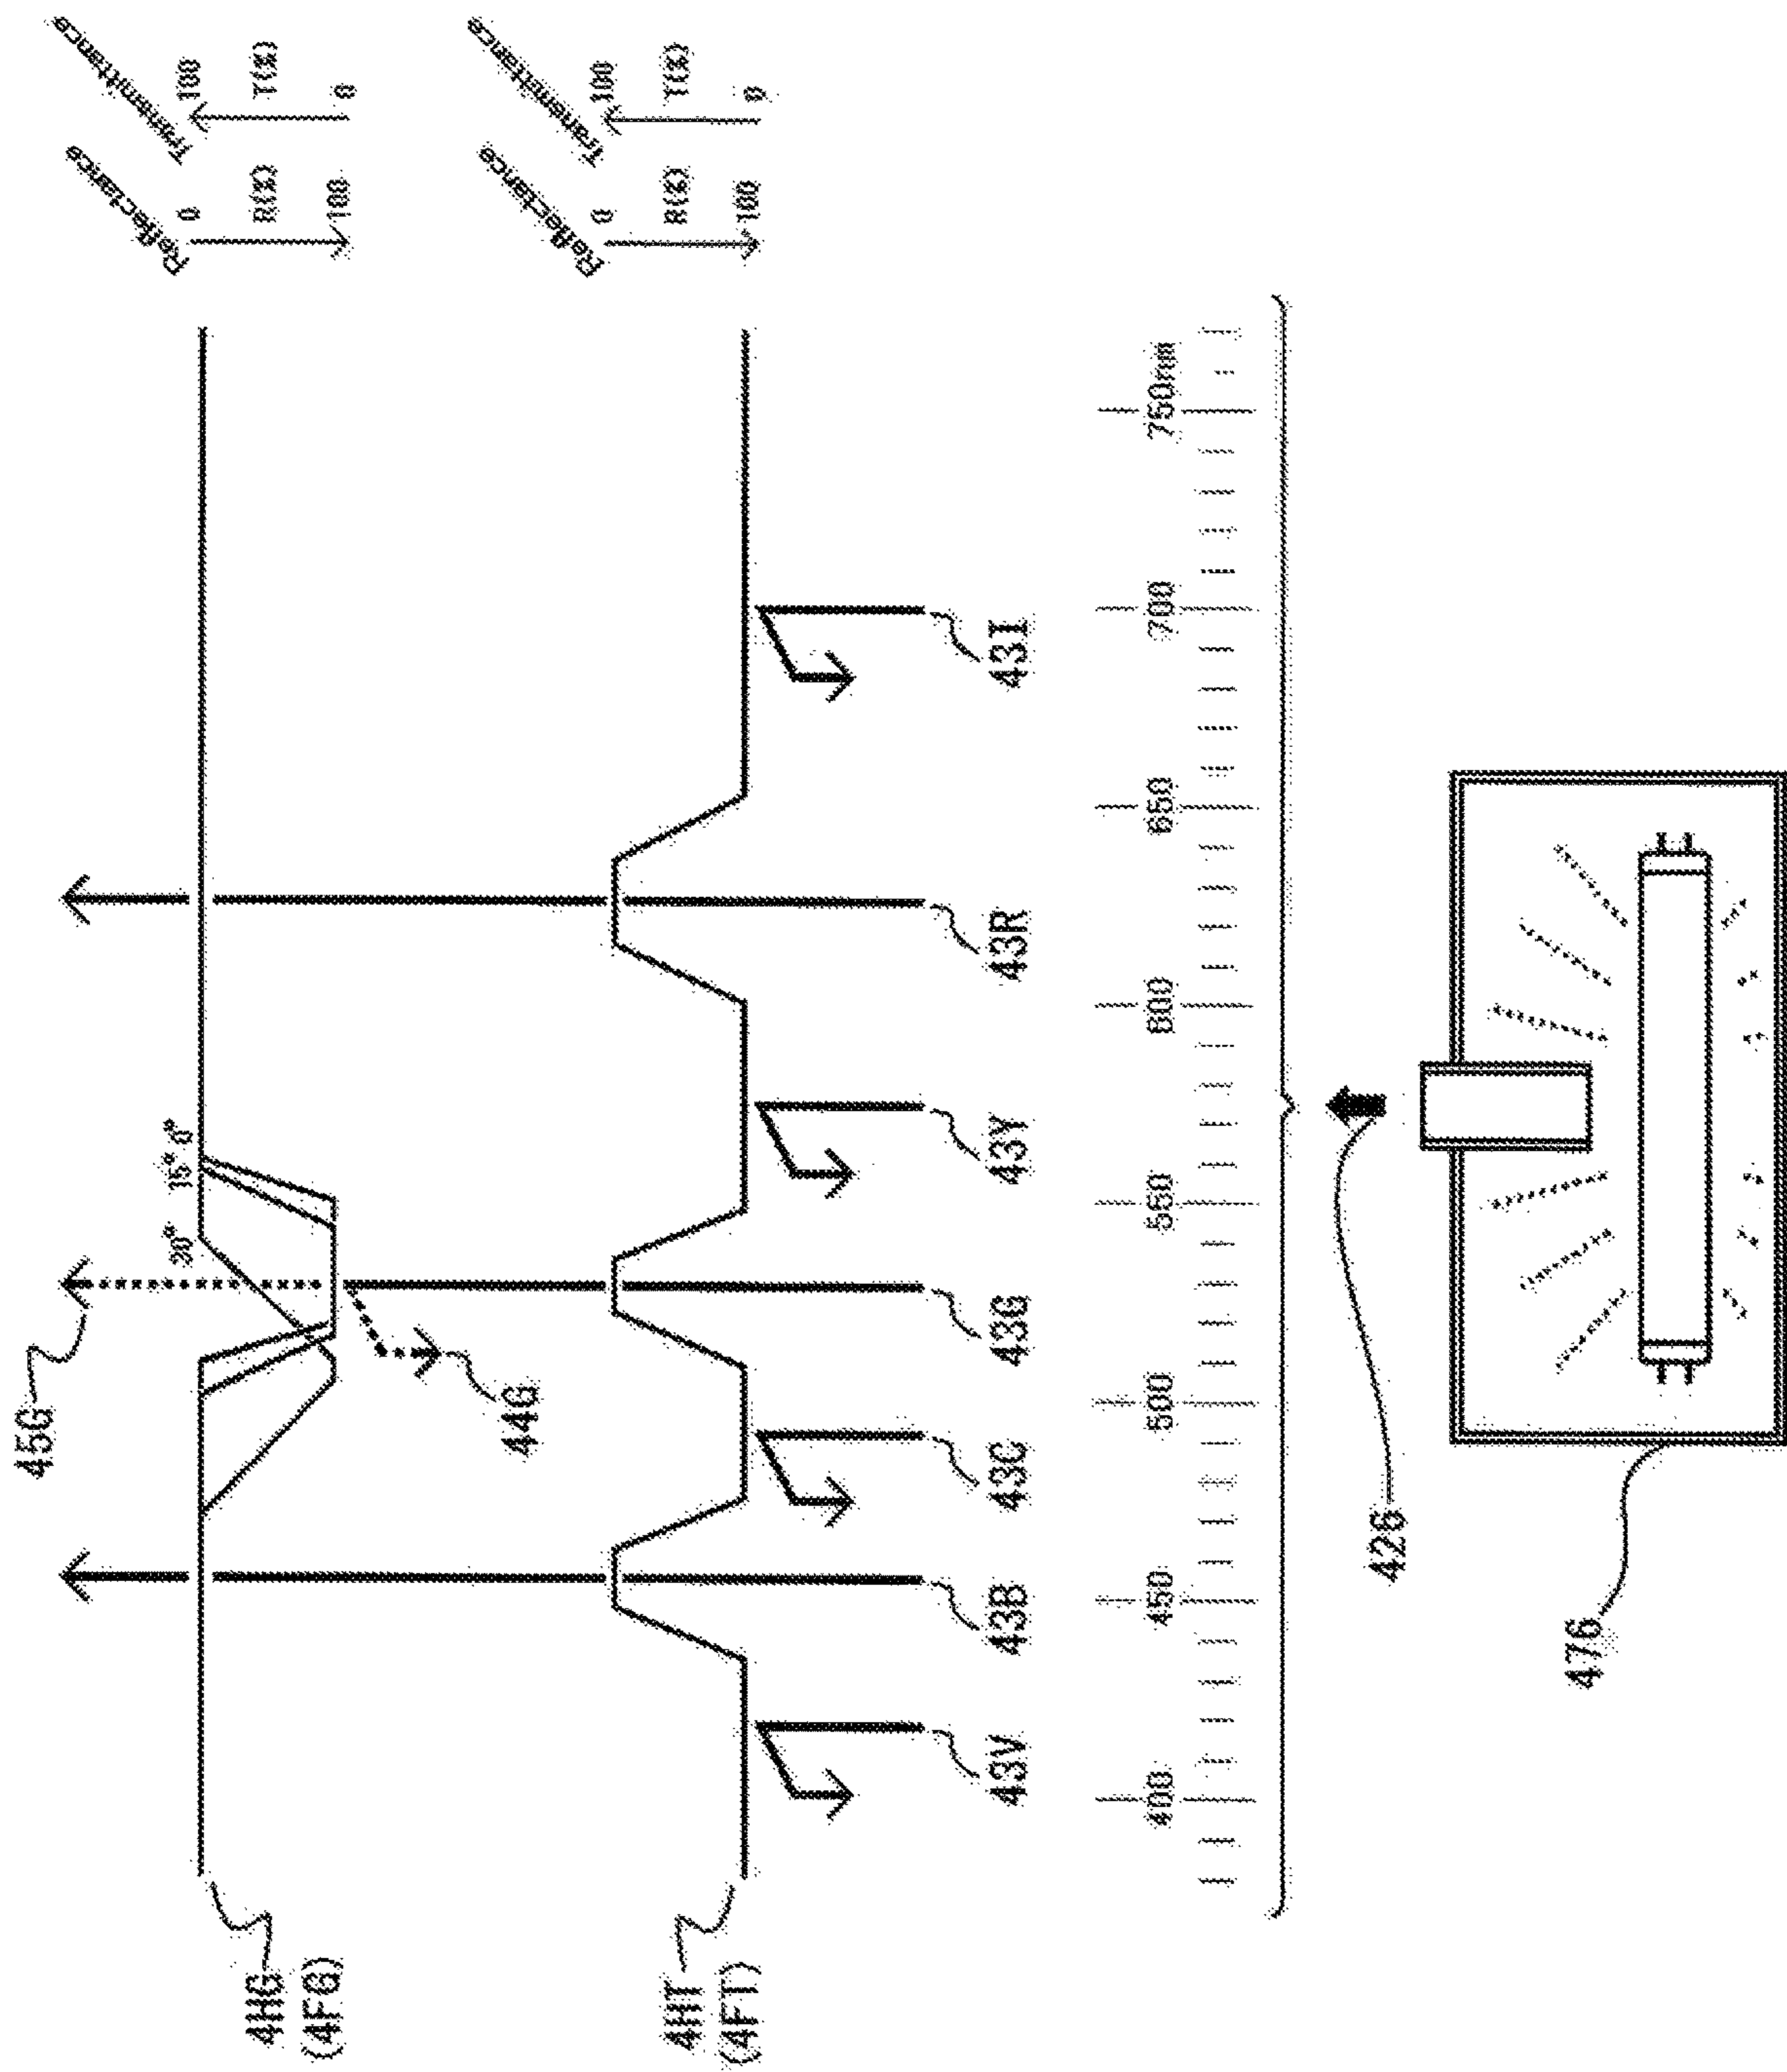 Reflectance
Transmittance
0
R(%)
100
100
T(%)
0
Reflectance
Transmittance
0
R(%)
100
100
T(%)
0
45G
20°
15°
0°
44G
4HG
(4FG)
4HT
(4FT)
43V
43B
43C
43G
43Y
43R
43I
400
450
500
550
600
650
700
750nm
426
476